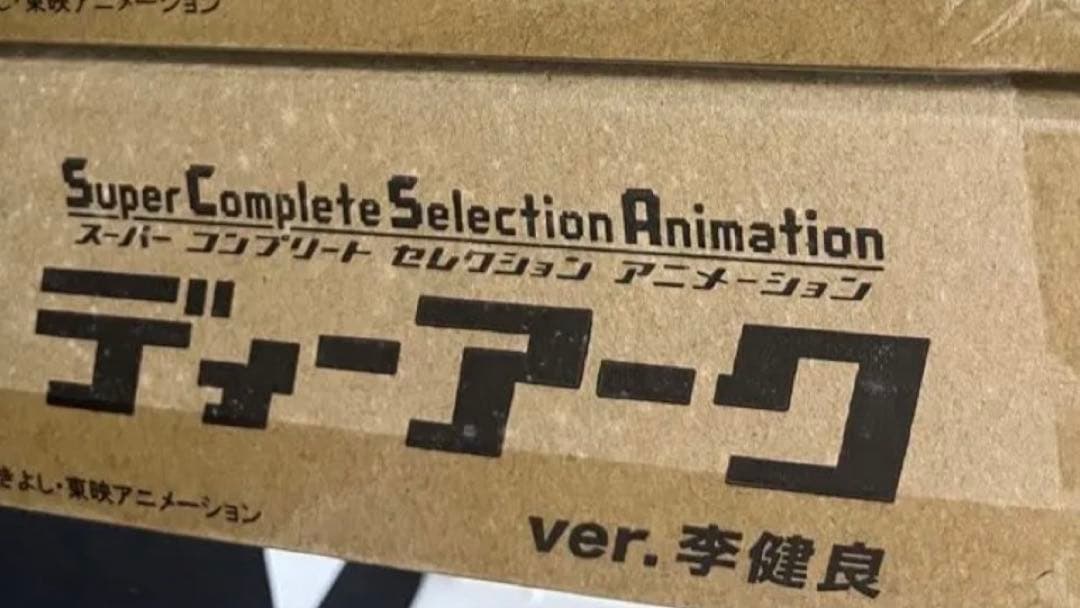 東映アニメーション
Super Complete Selection Animation
スーパー コンプリート セレクション アニメーション
ディーアーク
きよし・東映アニメーション
ver. 李健良